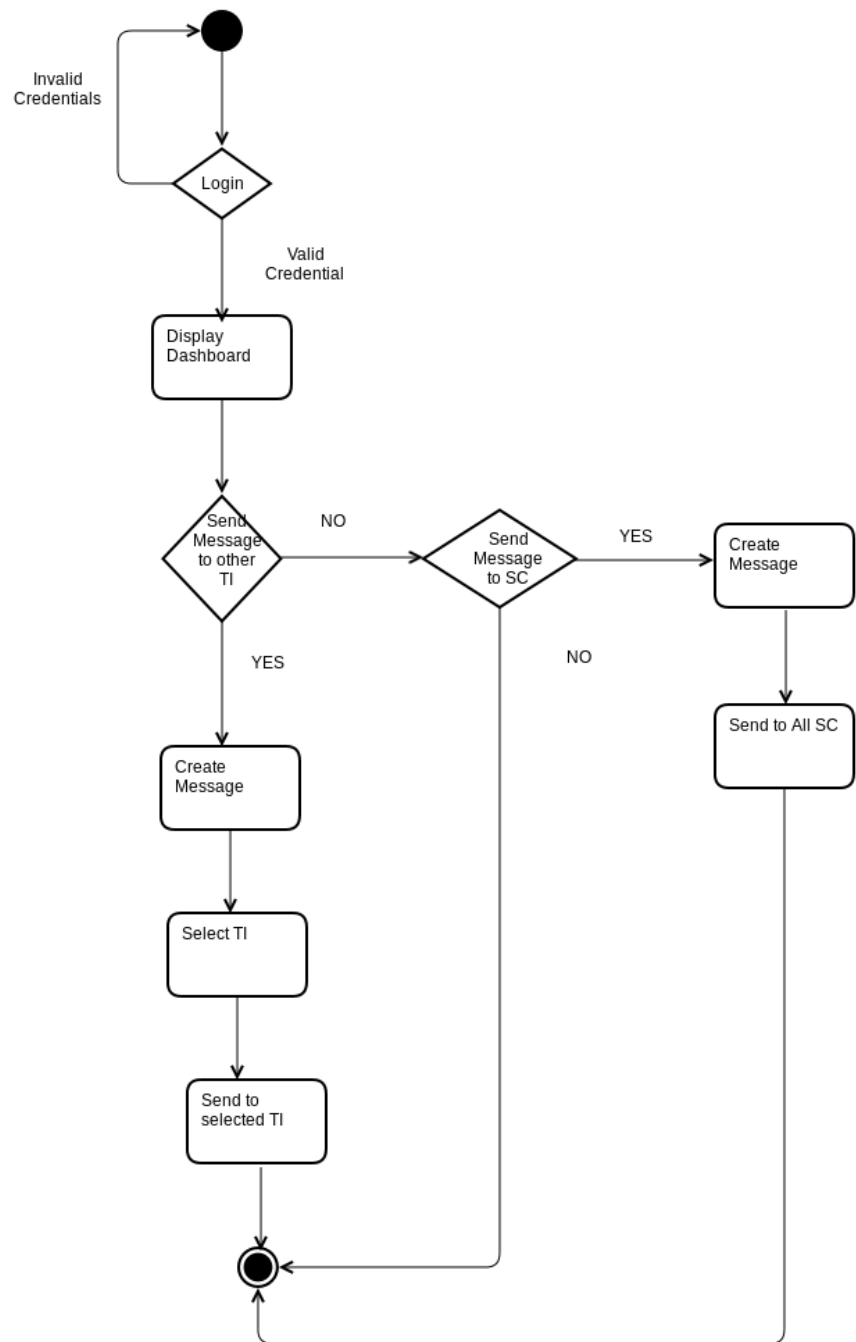 Invalid
Credentials
Login
Valid
Credential
Display
Dashboard
Send
Message
to other
TI
NO
Send
Message
to SC
YES
Create
Message
NO
YES
Send to All SC
Create
Message
Select TI
Send to
selected TI